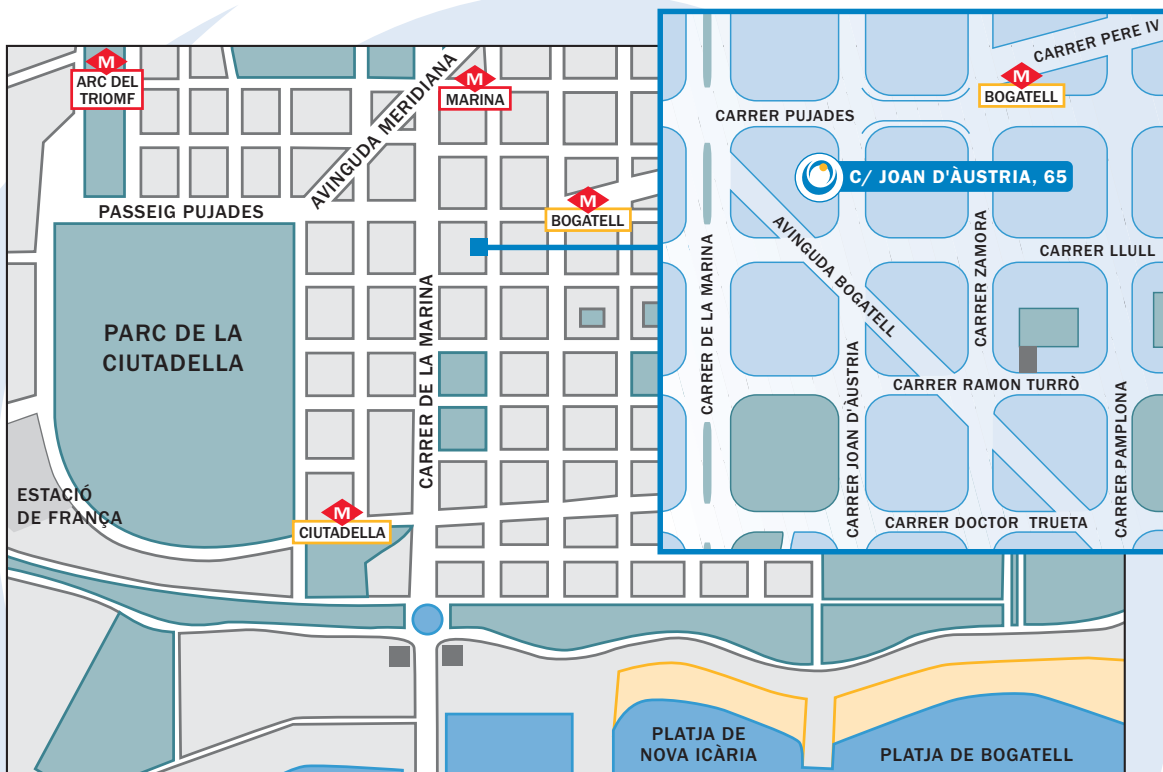 M
ARC DEL
TRIOMF
M
MARINA
AVINGUDA MERIDIANA
PASSEIG PUJADES
M
BOGATELL
PARC DE LA
CIUTADELLA
CARRER DE LA MARINA
ESTACIÓ
DE FRANÇA
M
CIUTADELLA
PLATJA DE
NOVA ICÀRIA
PLATJA DE BOGATELL
CARRER PERE IV
M
BOGATELL
CARRER PUJADES
C/ JOAN D'ÀUSTRIA, 65
AVINGUDA BOGATELL
CARRER ZAMORA
CARRER LLULL
CARRER DE LA MARINA
CARRER JOAN D'ÀUSTRIA
CARRER RAMON TURRÒ
CARRER PAMPLONA
CARRER DOCTOR TRUETA